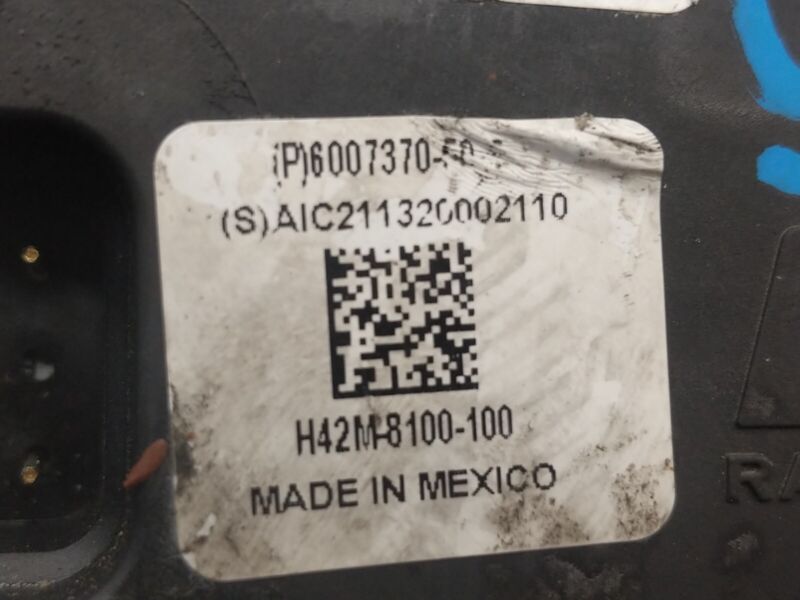 (P)6007370-
(S)AIC211320002110
H42M-8100-100
MADE IN MEXICO